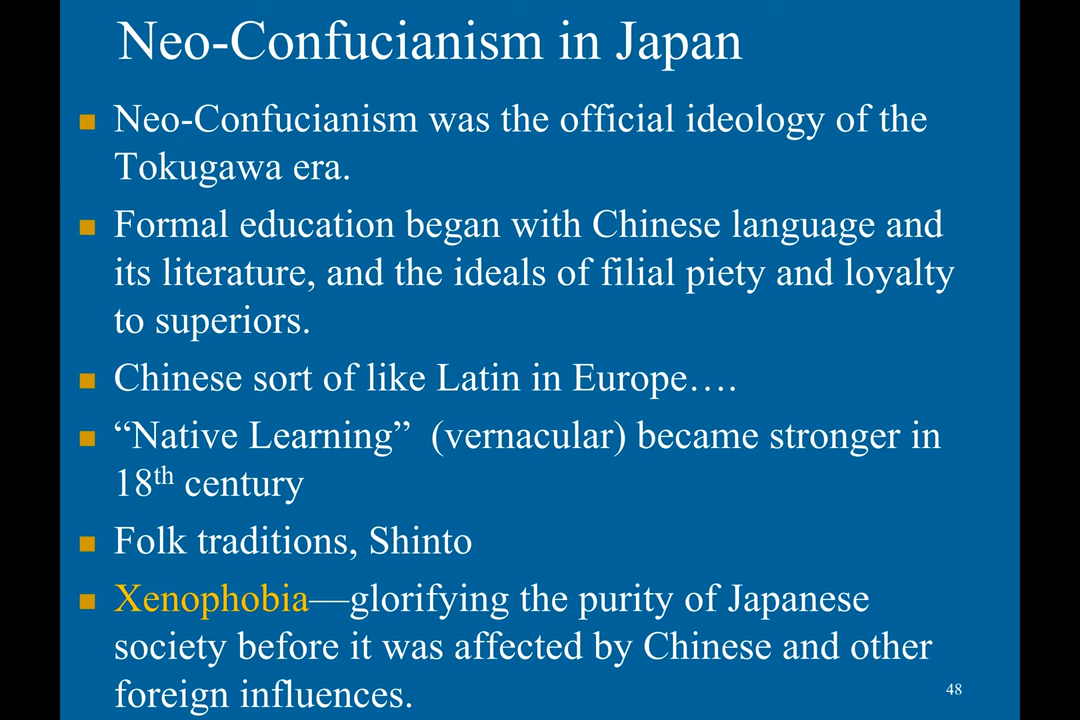 Neo-Confucianism in Japan
Neo-Confucianism was the official ideology of the
Tokugawa era.
Formal education began with Chinese language and
its literature, and the ideals of filial piety and loyalty
to superiors.
Chinese sort of like Latin in Europe….
“Native Learning”  (vernacular) became stronger in
18th century
Folk traditions, Shinto
Xenophobia—glorifying the purity of Japanese
society before it was affected by Chinese and other
foreign influences.
48